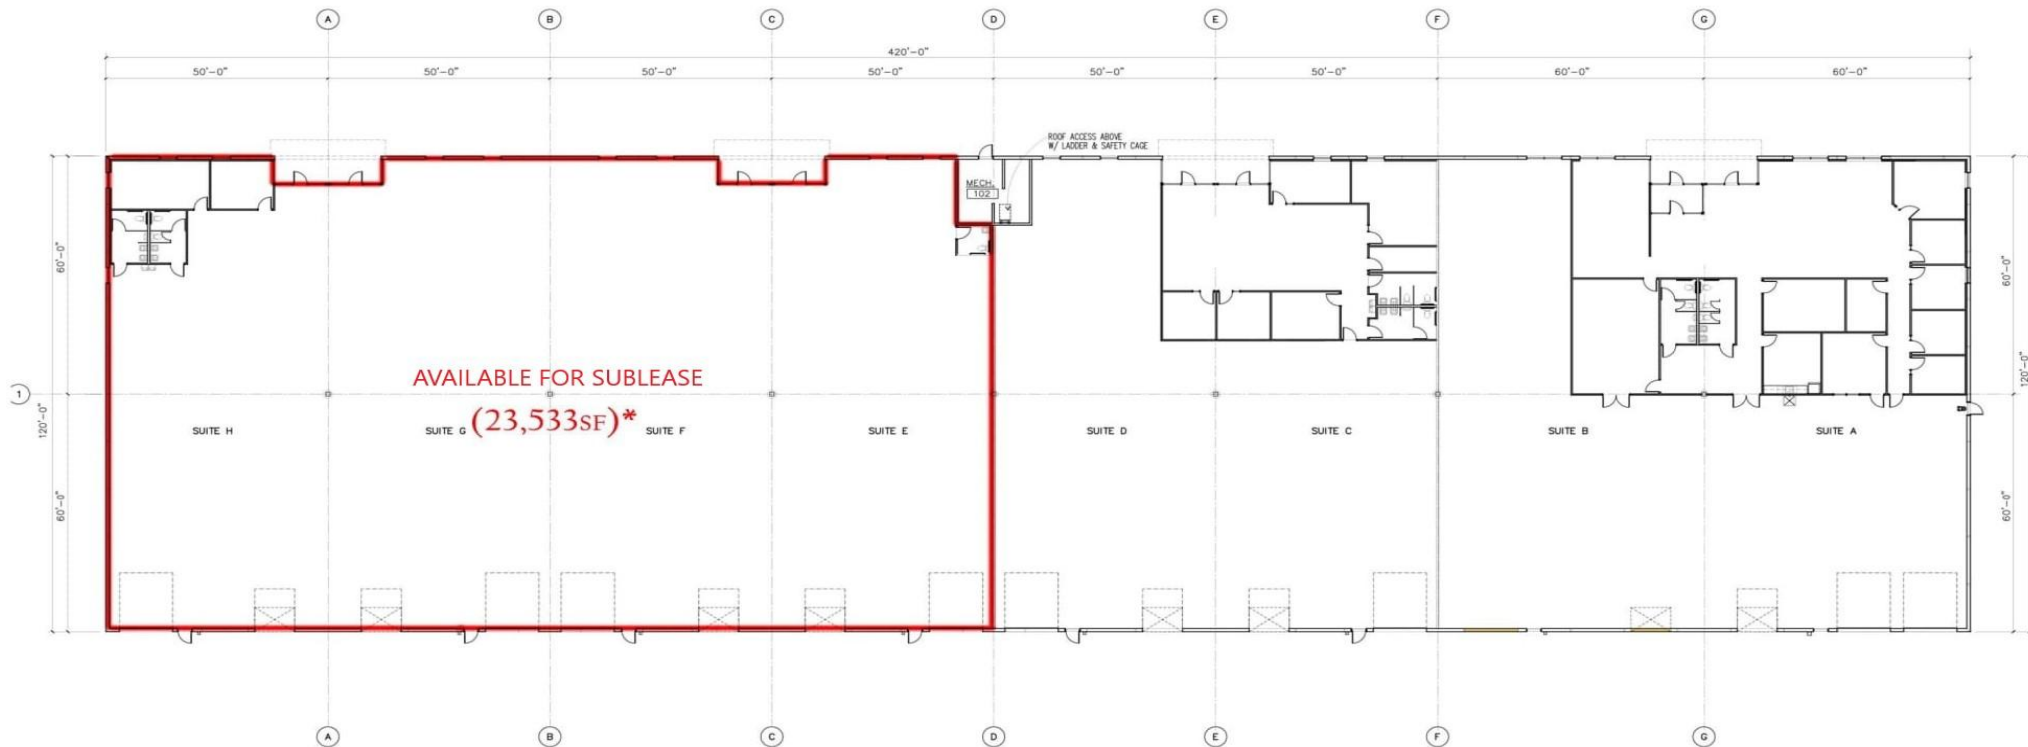 A B C D E F G
420'-0"
50'-0" 50'-0" 50'-0" 50'-0" 50'-0" 50'-0" 60'-0" 60'-0"
ROOF ACCESS ABOVE
W/ LADDER & SAFETY CAGE
MECH.
102
60'-0" 60'-0"
AVAILABLE FOR SUBLEASE
1
120'-0" 120'-0"
(23,533SF)*
SUITE H SUITE G SUITE F SUITE E SUITE D SUITE C SUITE B SUITE A
60'-0" 60'-0"
A B C D E F G